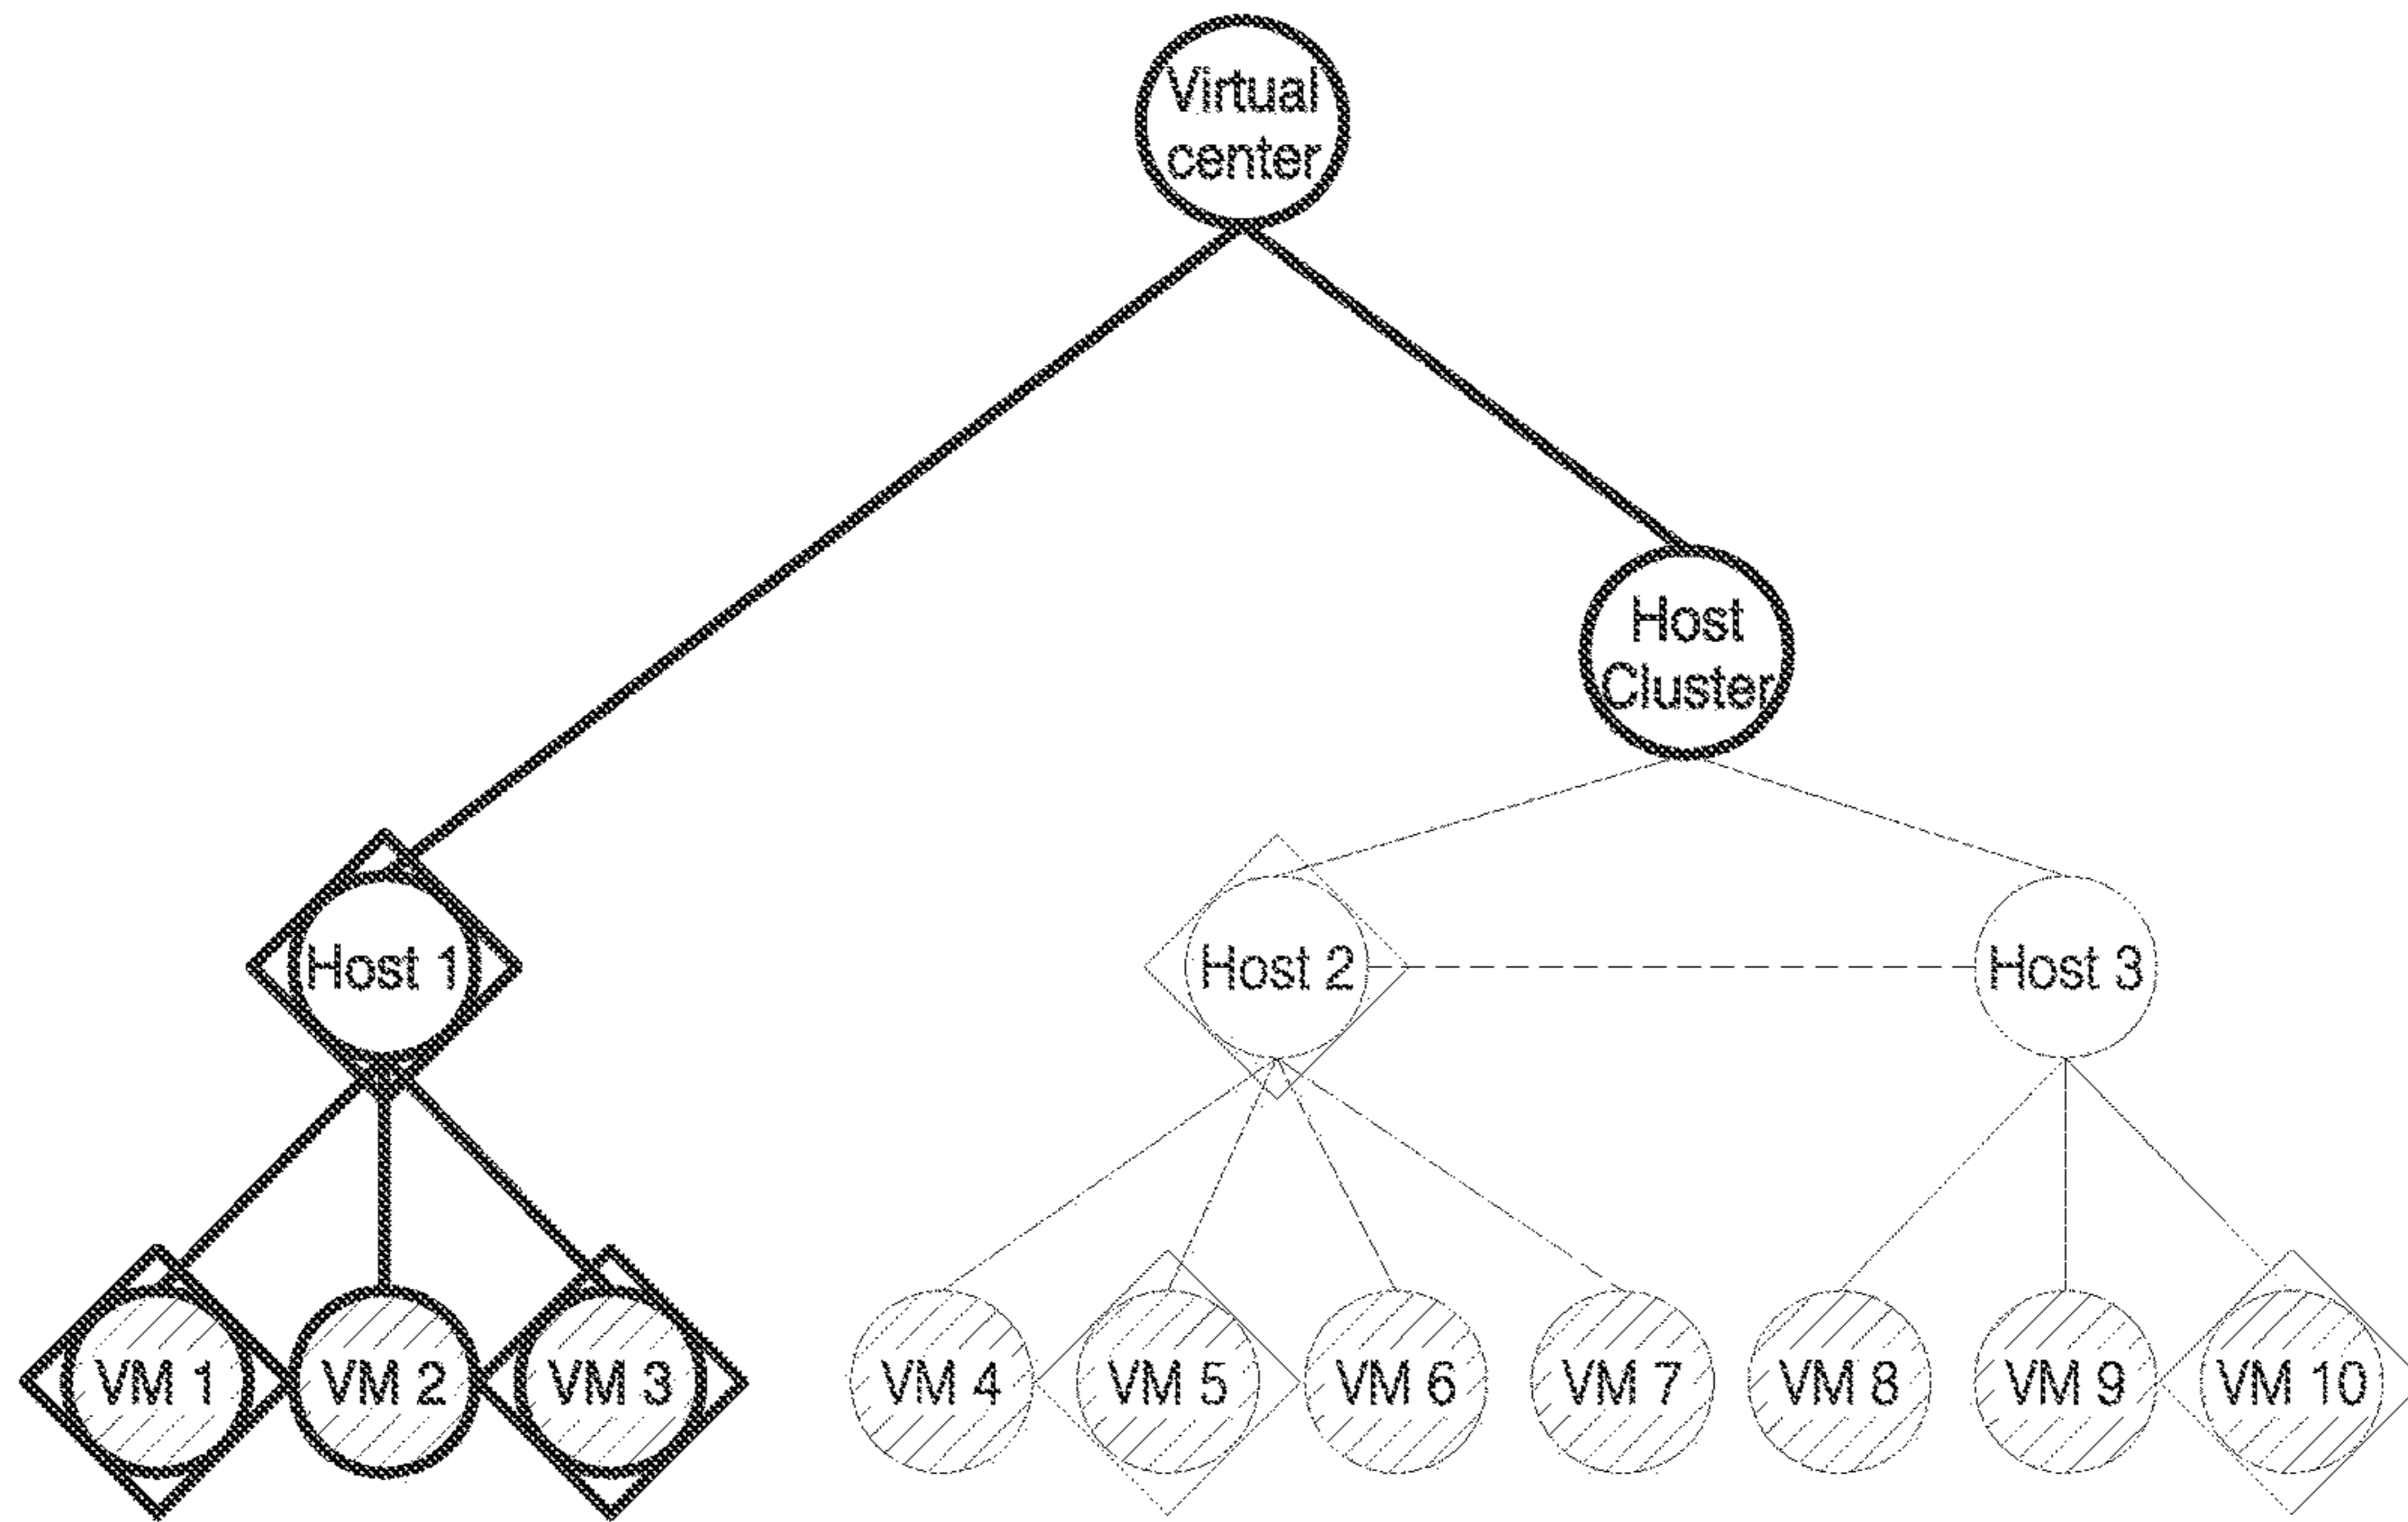 Virtual
center
Host
Cluster
Host 1
Host 2
Host 3
VM 1
VM 2
VM 3
VM 4
VM 5
VM 6
VM 7
VM 8
VM 9
VM 10